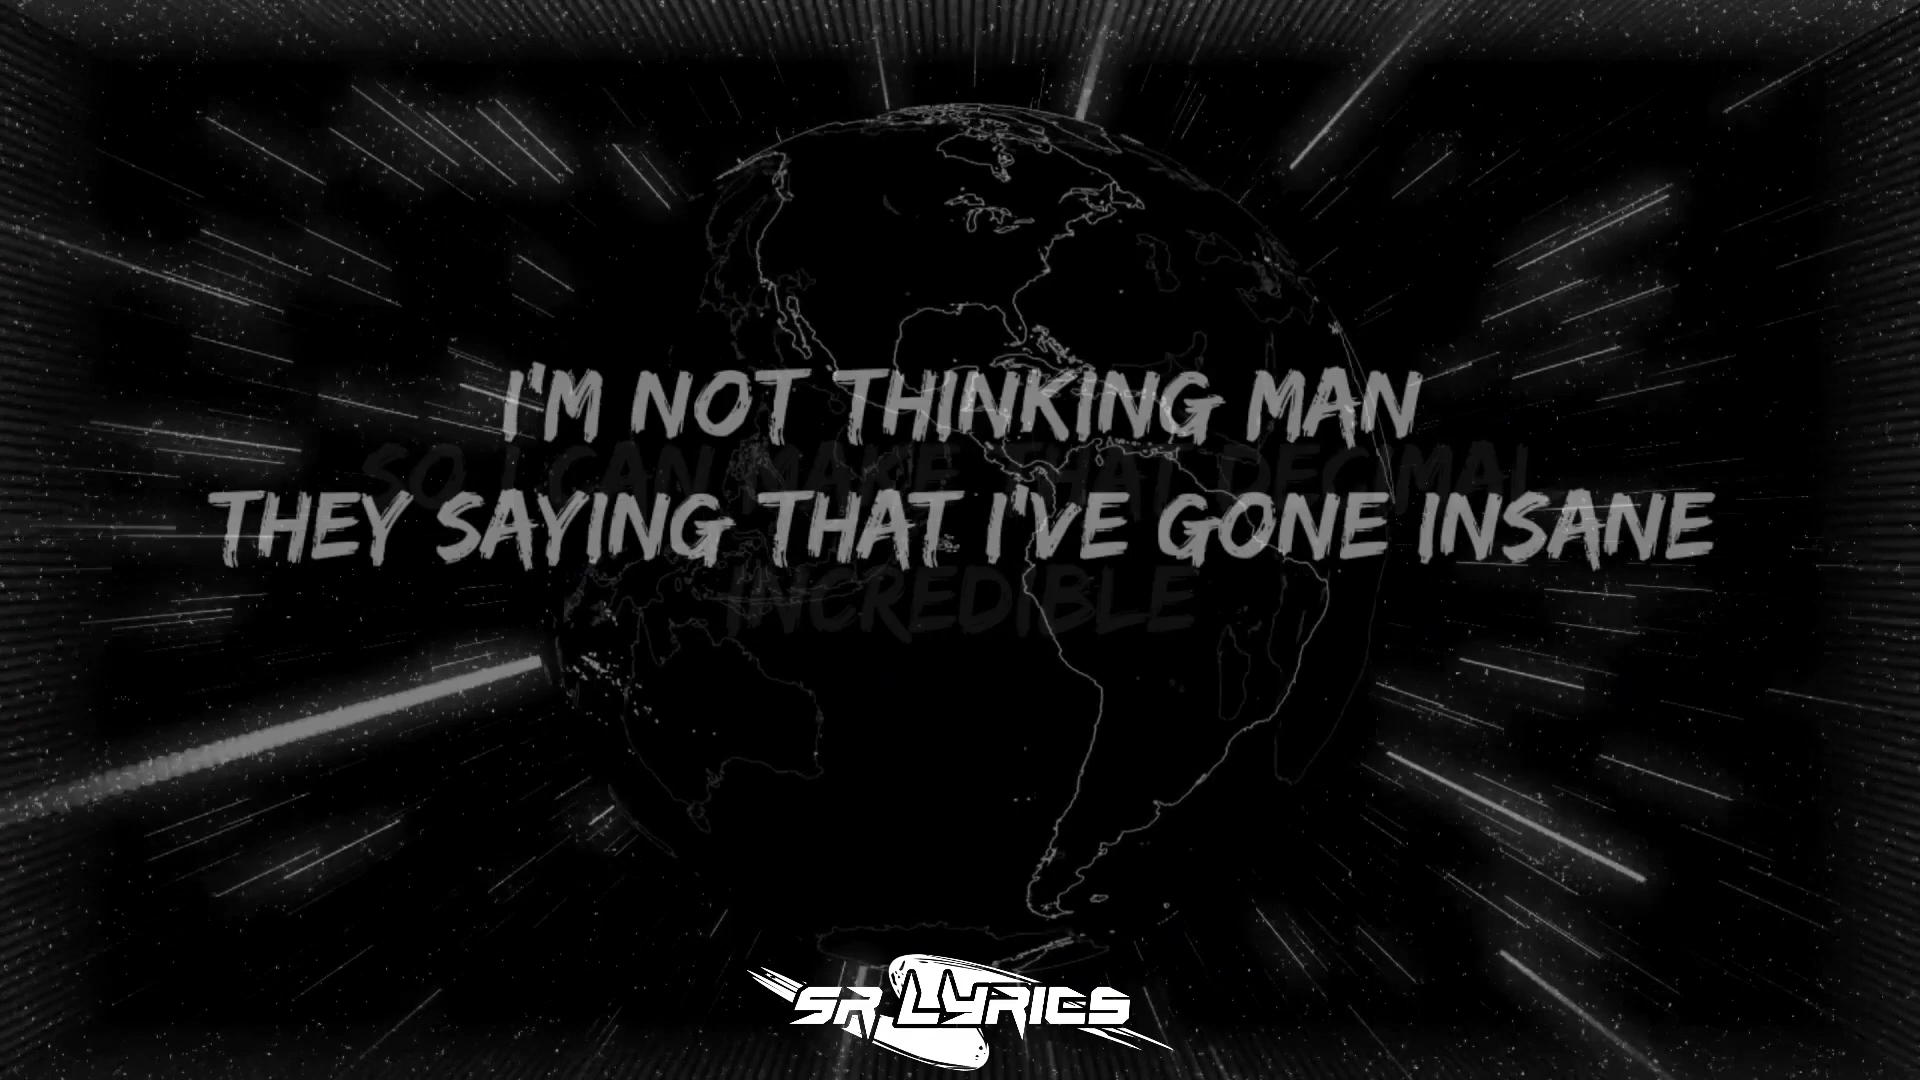 I'M NOT THINKING MAN
SO I CAN MAKE THAT DECIMAL
THEY SAYING THAT I'VE GONE INSANE
INCREDIBLE
SR LYRICS